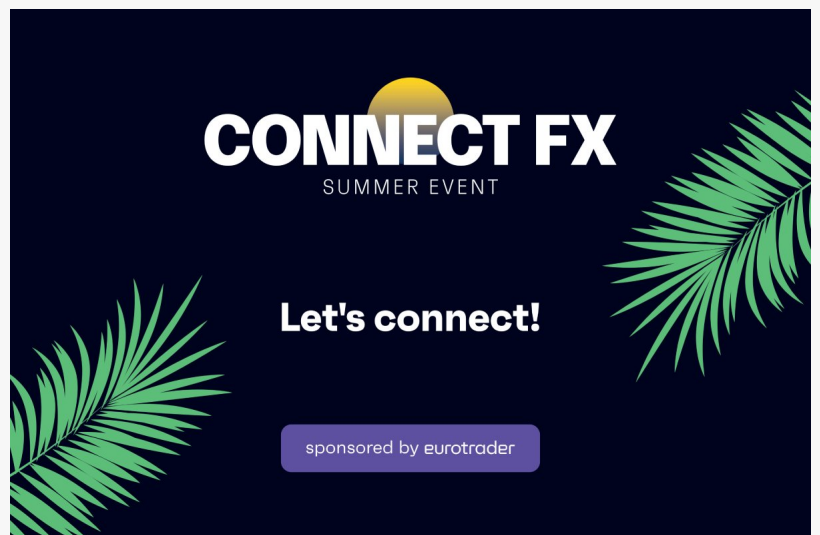 CONNECT FX
SUMMER EVENT
Let's connect!
sponsored by eurotrader